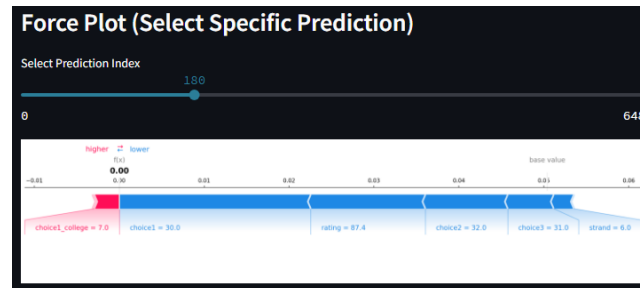 Force Plot (Select Specific Prediction)
Select Prediction Index
180
0 648
higher ⇄ lower
f(x) base value
0.00
−0.01 0.00 0.01 0.02 0.03 0.04 0.05 0.06
choice1_college = 7.0 choice1 = 30.0 rating = 87.4 choice2 = 32.0 choice3 = 31.0 strand = 6.0